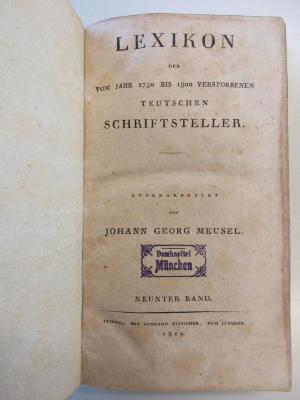 LEXIKON
DER
VOM JAHR 1750 BIS 1800 VERSTORBENEN
TEUTSCHEN
SCHRIFTSTELLER.
AUSGEARBEITET
VON
JOHANN GEORG MEUSEL.
Domkapitel
München
NEUNTER BAND.
LEIPZIG, BEY GERHARD FLEISCHER, DEM JÜNGERN.
1809.